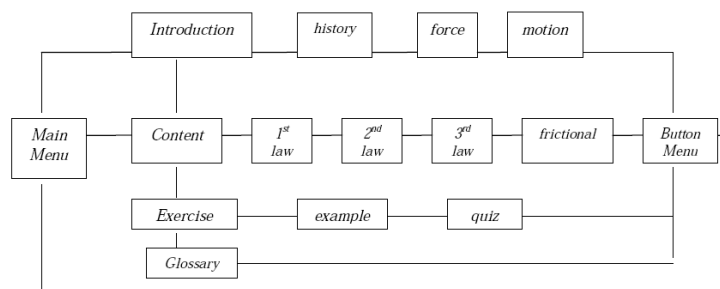 Introduction
history
force
motion
Main
Menu
Content
1st
law
2nd
law
3rd
law
frictional
Button
Menu
Exercise
example
quiz
Glossary